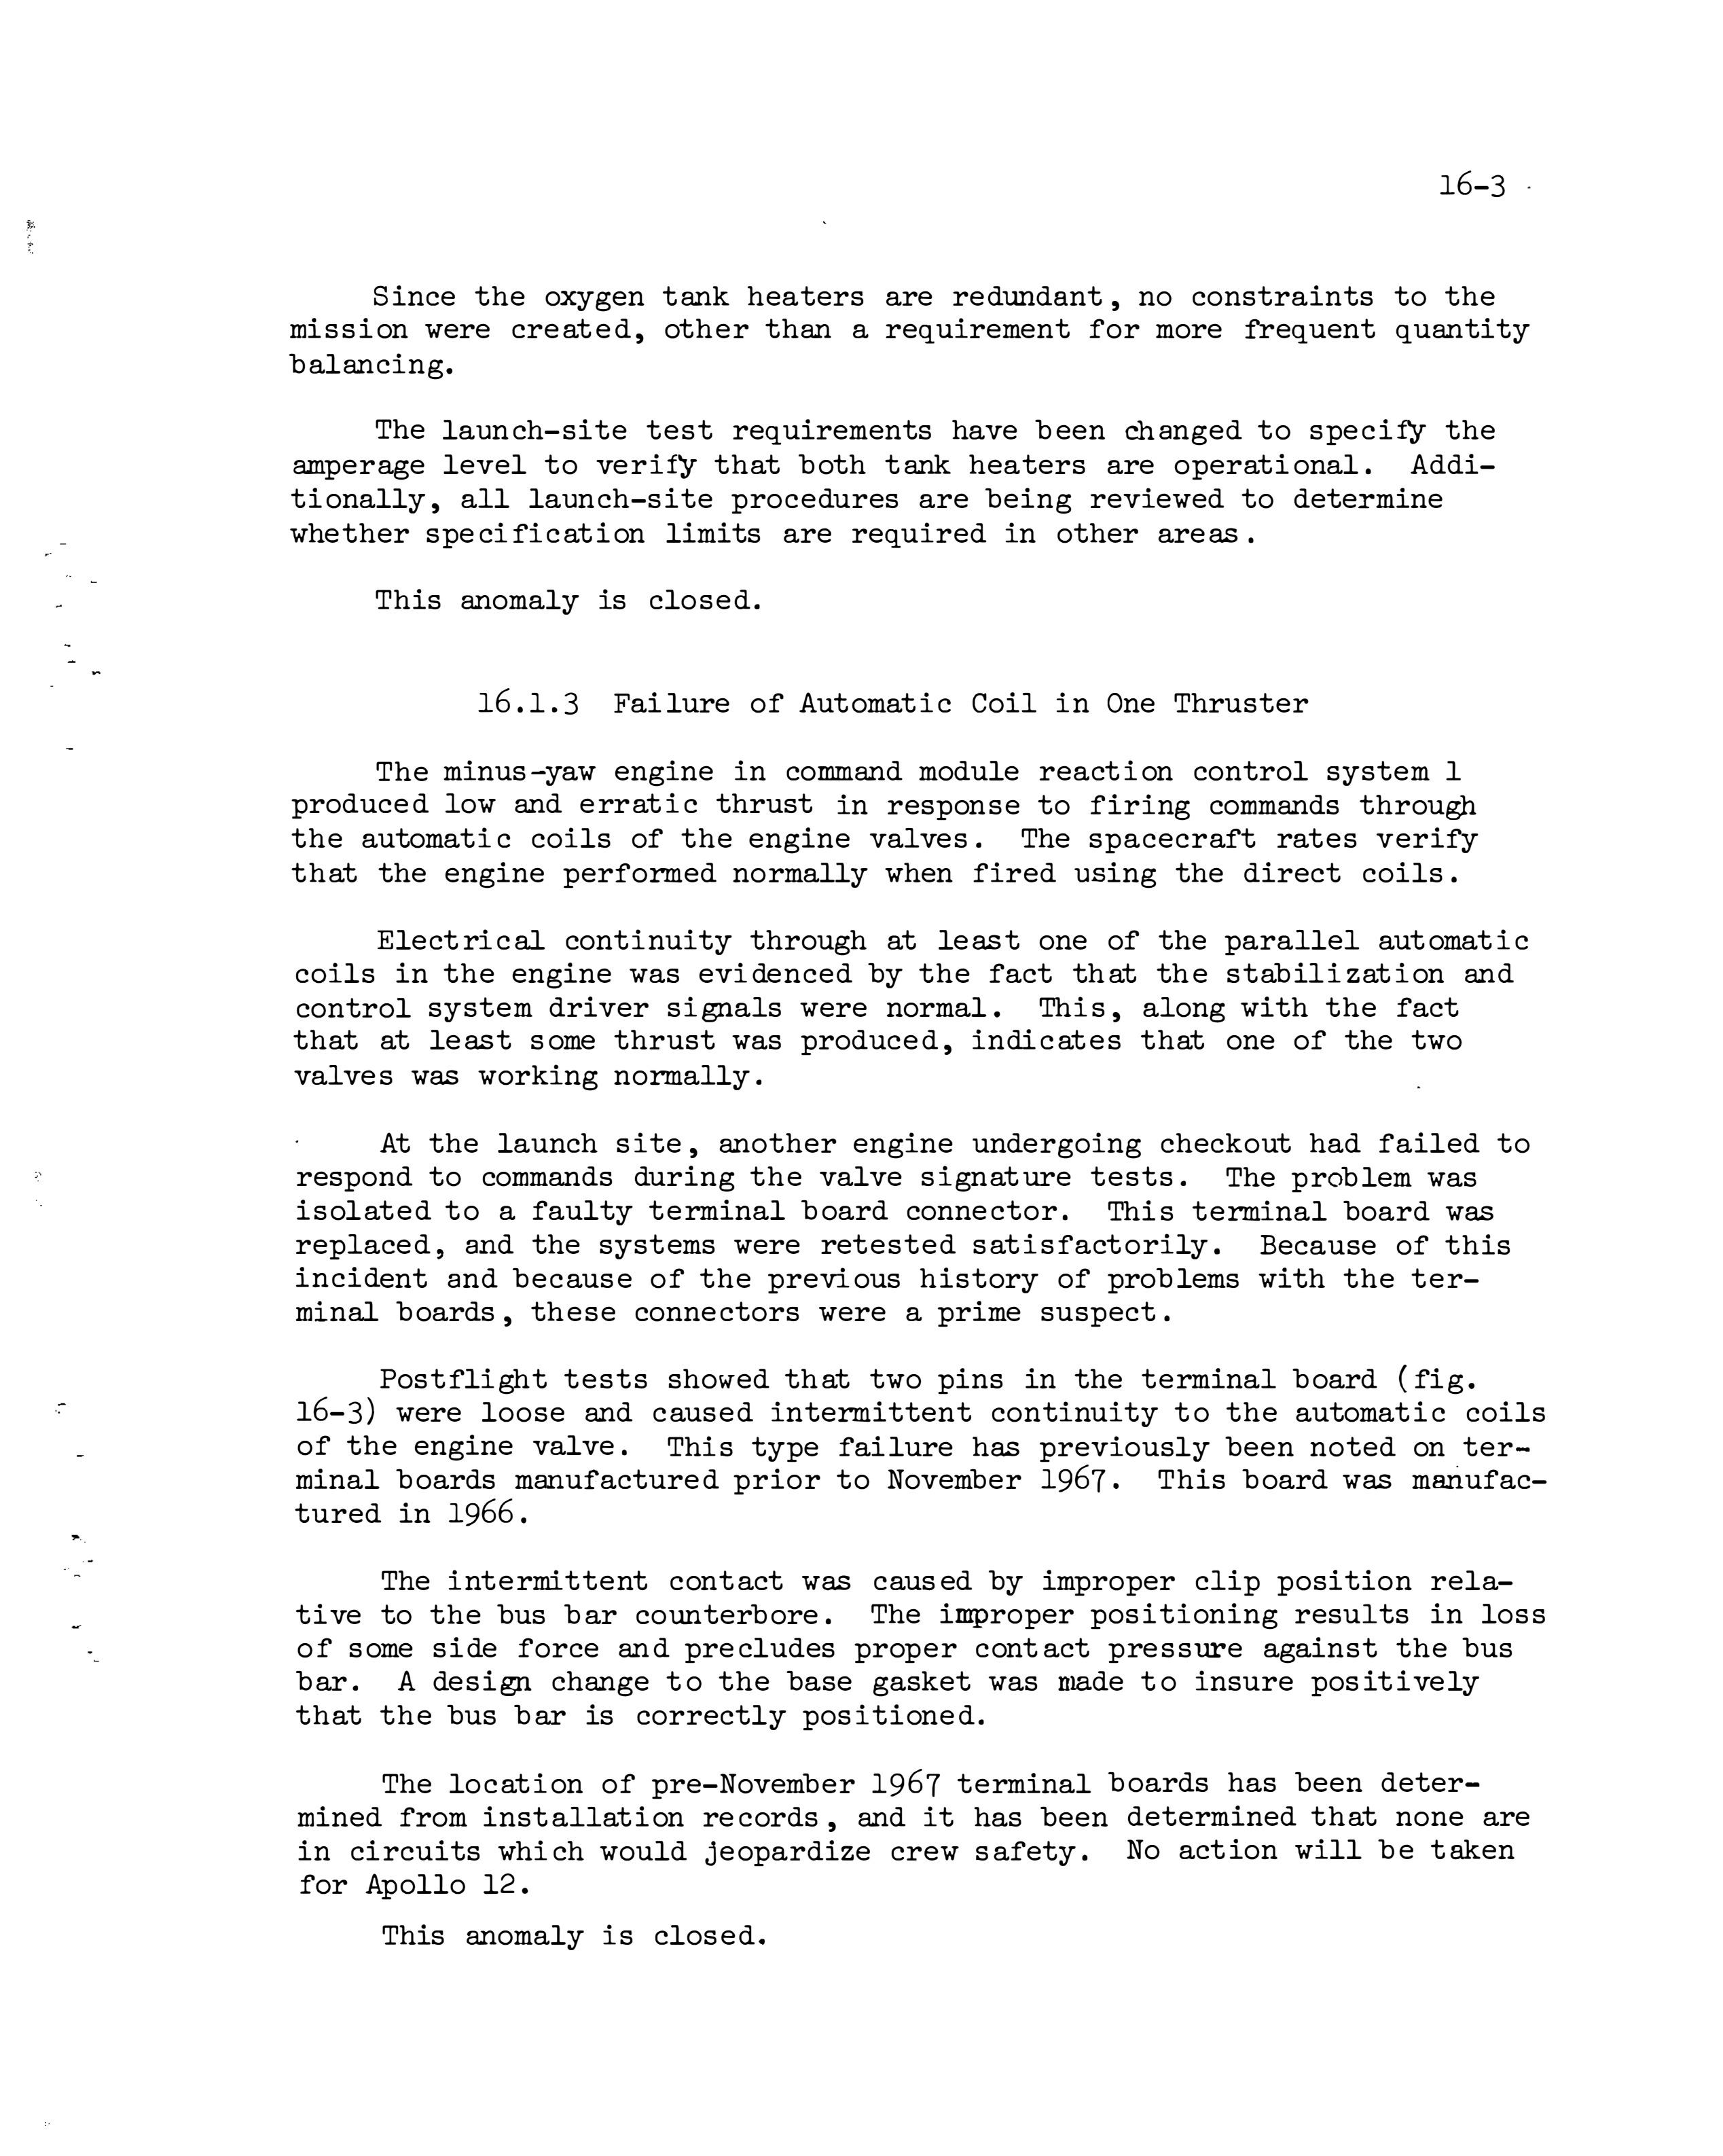 16-3
Since the oxygen tank heaters are redundant, no constraints to the
mission were created, other than a requirement for more frequent quantity
balancing.
The launch-site test requirements have been changed to specify the
amperage level to verify that both tank heaters are operational. Addi-
tionally, all launch-site procedures are being reviewed to determine
whether specification limits are required in other areas.
This anomaly is closed.
16.1.3 Failure of Automatic Coil in One Thruster
The minus-yaw engine in command module reaction control system 1
produced low and erratic thrust in response to firing commands through
the automatic coils of the engine valves. The spacecraft rates verify
that the engine performed normally when fired using the direct coils.
Electrical continuity through at least one of the parallel automatic
coils in the engine was evidenced by the fact that the stabilization and
control system driver signals were normal. This, along with the fact
that at least some thrust was produced, indicates that one of the two
valves was working normally.
At the launch site, another engine undergoing checkout had failed to
respond to commands during the valve signature tests. The problem was
isolated to a faulty terminal board connector. This terminal board was
replaced, and the systems were retested satisfactorily. Because of this
incident and because of the previous history of problems with the ter-
minal boards, these connectors were a prime suspect.
Postflight tests showed that two pins in the terminal board (fig.
16-3) were loose and caused intermittent continuity to the automatic coils
of the engine valve. This type failure has previously been noted on ter-
minal boards manufactured prior to November 1967. This board was manufac-
tured in 1966.
The intermittent contact was caused by improper clip position rela-
tive to the bus bar counterbore. The improper positioning results in loss
of some side force and precludes proper contact pressure against the bus
bar. A design change to the base gasket was made to insure positively
that the bus bar is correctly positioned.
The location of pre-November 1967 terminal boards has been deter-
mined from installation records, and it has been determined that none are
in circuits which would jeopardize crew safety. No action will be taken
for Apollo 12.
This anomaly is closed.